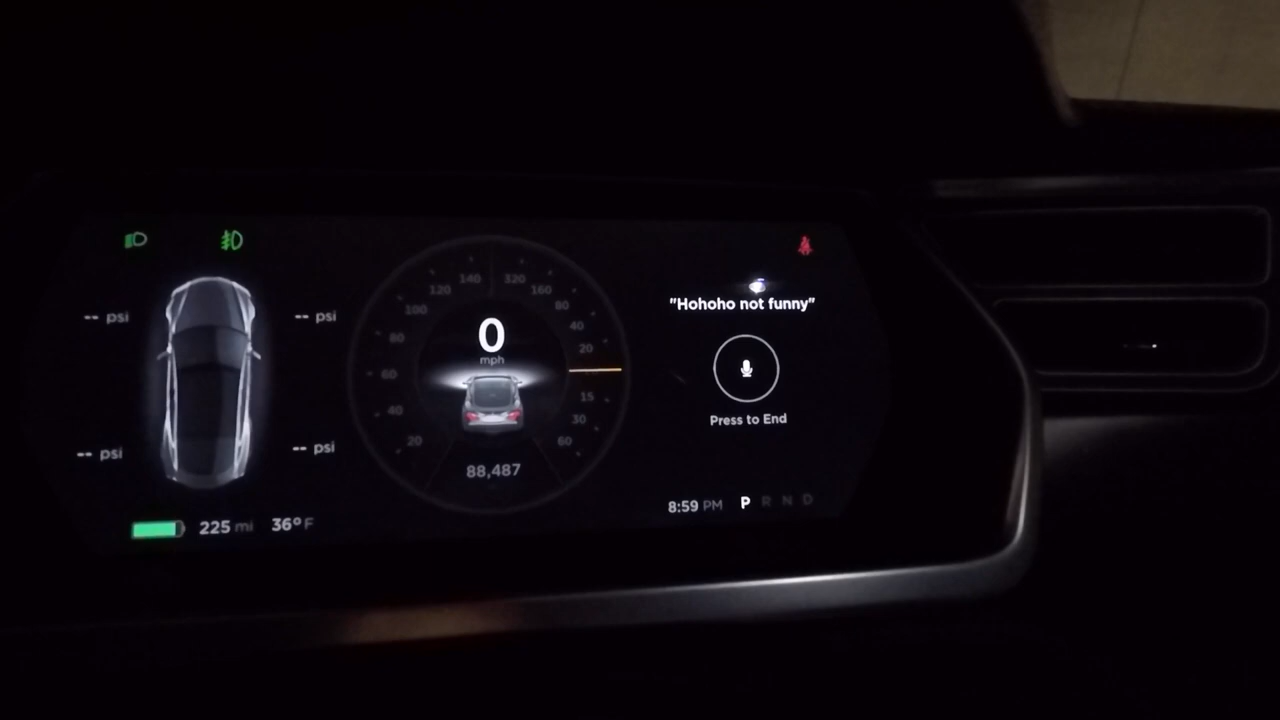 -- psi
-- psi
-- psi
-- psi
225 mi 36°F
140
120
100
80
60
40
20
320
160
80
40
20
15
30
60
0
mph
88,487
"Hohoho not funny"
Press to End
8:59 PM P R N D